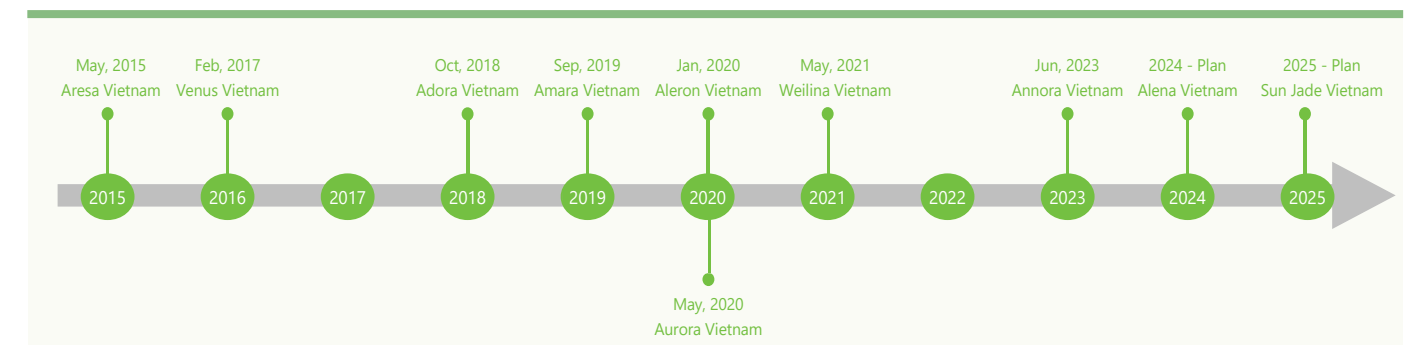 May, 2015
Aresa Vietnam
Feb, 2017
Venus Vietnam
Oct, 2018
Adora Vietnam
Sep, 2019
Amara Vietnam
Jan, 2020
Aleron Vietnam
May, 2021
Weilina Vietnam
Jun, 2023
Annora Vietnam
2024 - Plan
Alena Vietnam
2025 - Plan
Sun Jade Vietnam
2015
2016
2017
2018
2019
2020
2021
2022
2023
2024
2025
May, 2020
Aurora Vietnam